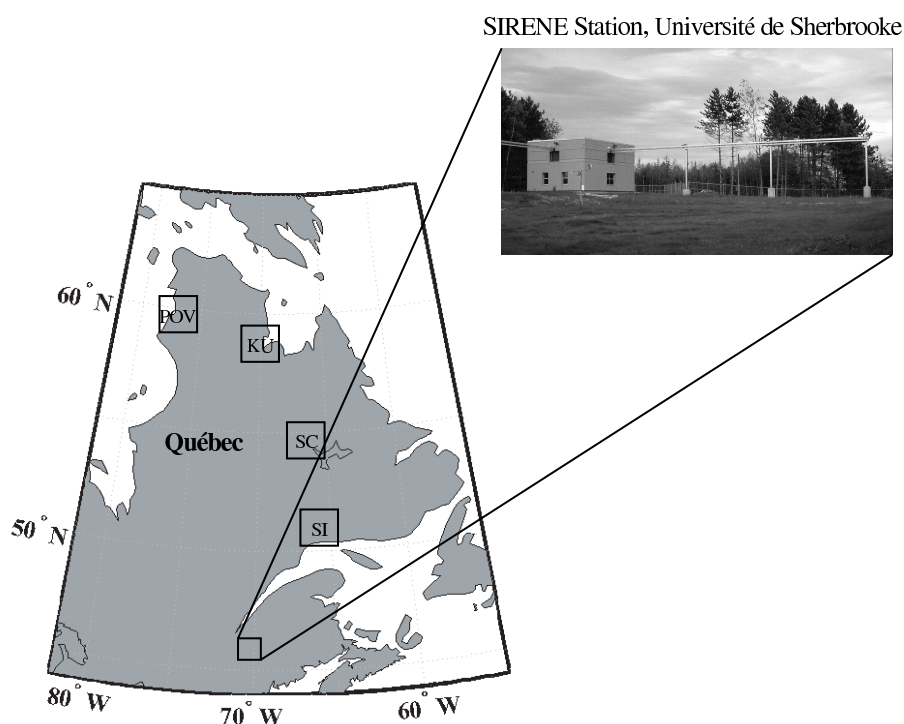 SIRENE Station, Université de Sherbrooke
60° N
POV
KU
SC
Québec
SI
50° N
80° W
70° W
60° W